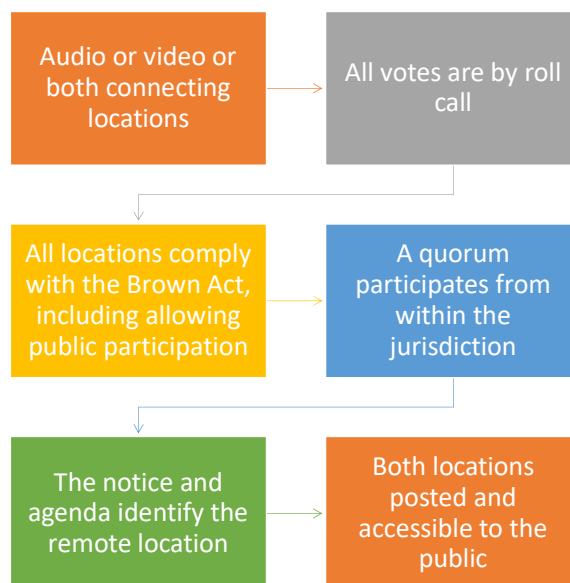 Audio or video or
both connecting
locations
All votes are by roll
call
All locations comply
with the Brown Act,
including allowing
public participation
A quorum
participates from
within the
jurisdiction
The notice and
agenda identify the
remote location
Both locations
posted and
accessible to the
public